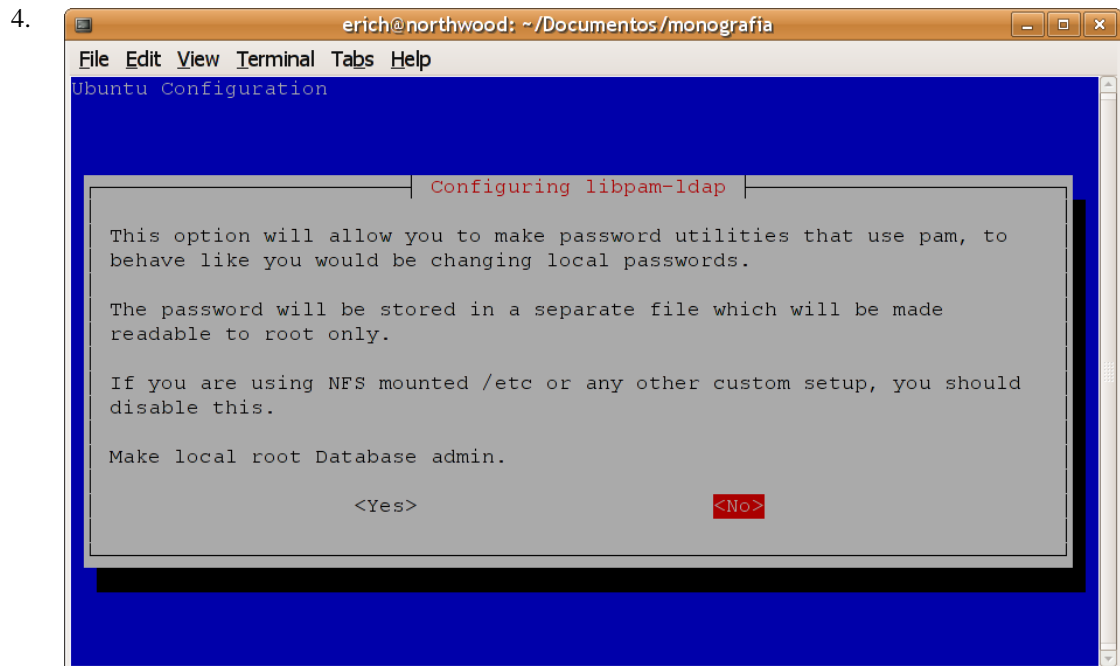 4.
erich@northwood: ~/Documentos/monografia
File Edit View Terminal Tabs Help
Ubuntu Configuration
Configuring libpam-ldap
This option will allow you to make password utilities that use pam, to
behave like you would be changing local passwords.
The password will be stored in a separate file which will be made
readable to root only.
If you are using NFS mounted /etc or any other custom setup, you should
disable this.
Make local root Database admin.
<Yes> <No>